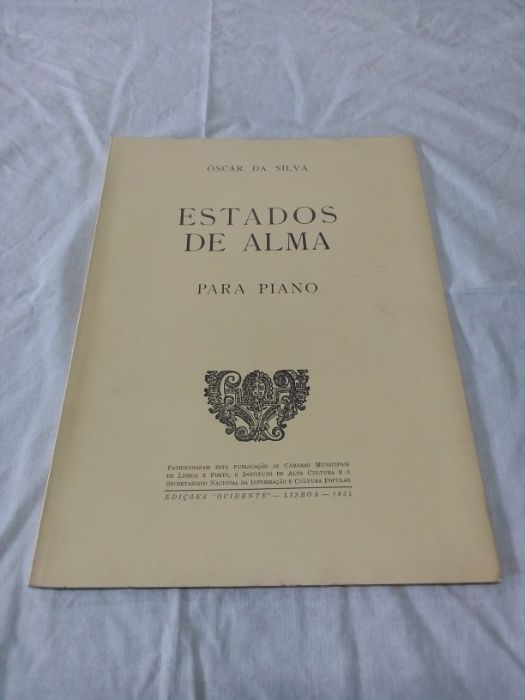 ÓSCAR DA SILVA
ESTADOS
DE ALMA
PARA PIANO
PATROCINARAM ESTA PUBLICAÇÃO AS CÂMARAS MUNICIPAIS
DE LISBOA E PORTO, O INSTITUTO DE ALTA CULTURA E O
SECRETARIADO NACIONAL DA INFORMAÇÃO E CULTURA POPULAR
EDIÇÕES 'OCIDENTE' — LISBOA — 1954